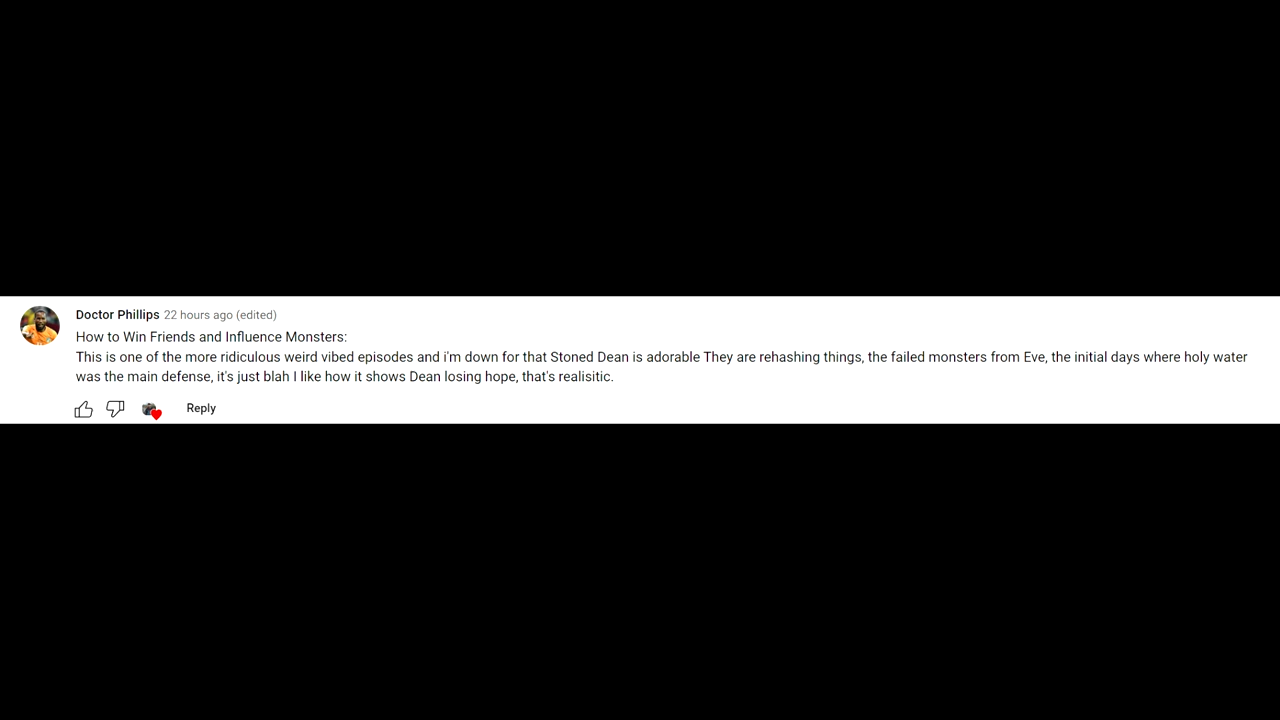 Doctor Phillips 22 hours ago (edited)
How to Win Friends and Influence Monsters:
This is one of the more ridiculous weird vibed episodes and i'm down for that Stoned Dean is adorable They are rehashing things, the failed monsters from Eve, the initial days where holy water
was the main defense, it's just blah I like how it shows Dean losing hope, that's realisitic.
Reply